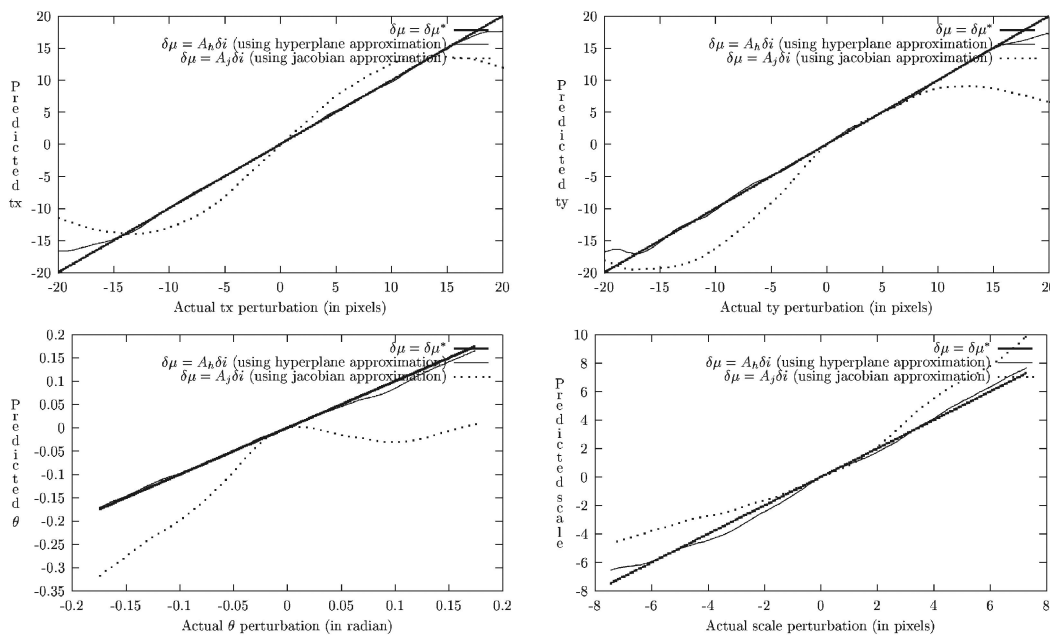 20
15
10
5
0
-5
-10
-15
-20
Predicted tx
δμ = δμ*
δμ = A_h δi (using hyperplane approximation)
δμ = A_j δi (using jacobian approximation)
-20 -15 -10 -5 0 5 10 15 20
Actual tx perturbation (in pixels)
20
15
10
5
0
-5
-10
-15
-20
Predicted ty
δμ = δμ*
δμ = A_h δi (using hyperplane approximation)
δμ = A_j δi (using jacobian approximation)
-20 -15 -10 -5 0 5 10 15 20
Actual ty perturbation (in pixels)
0.2
0.15
0.1
0.05
0
-0.05
-0.1
-0.15
-0.2
-0.25
-0.3
-0.35
Predicted θ
δμ = δμ*
δμ = A_h δi (using hyperplane approximation)
δμ = A_j δi (using jacobian approximation)
-0.2 -0.15 -0.1 -0.05 0 0.05 0.1 0.15 0.2
Actual θ perturbation (in radian)
10
8
6
4
2
0
-2
-4
-6
-8
Predicted scale
δμ = δμ*
δμ = A_h δi (using hyperplane approximation)
δμ = A_j δi (using jacobian approximation)
-8 -6 -4 -2 0 2 4 6 8
Actual scale perturbation (in pixels)